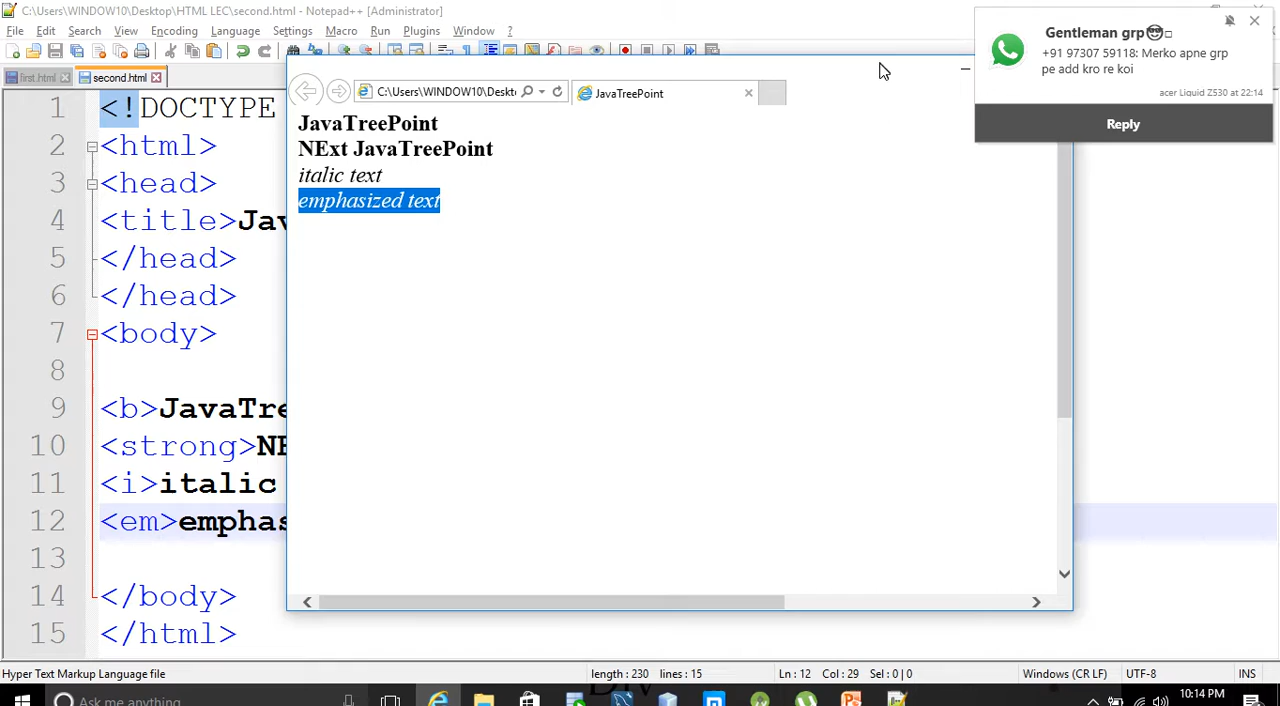 C:\Users\WINDOW10\Desktop\HTML LEC\second.html - Notepad++ [Administrator]
File Edit Search View Encoding Language Settings Macro Run Plugins Window ?
first.html second.html
1 <!DOCTYPE
2 <html>
3 <head>
4 <title>Jav
5 </head>
6 </head>
7 <body>
8
9 <b>JavaTre
10 <strong>NE
11 <i>italic
12 <em>emphas
13
14 </body>
15 </html>
C:\Users\WINDOW10\Deskto
JavaTreePoint
JavaTreePoint
NExt JavaTreePoint
italic text
emphasized text
Gentleman grp😎□
+91 97307 59118: Merko apne grp
pe add kro re koi
acer Liquid Z530 at 22:14
Reply
Hyper Text Markup Language file length : 230 lines : 15 Ln : 12 Col : 29 Sel : 0 | 0 Windows (CR LF) UTF-8 INS
Ask me anything
10:14 PM